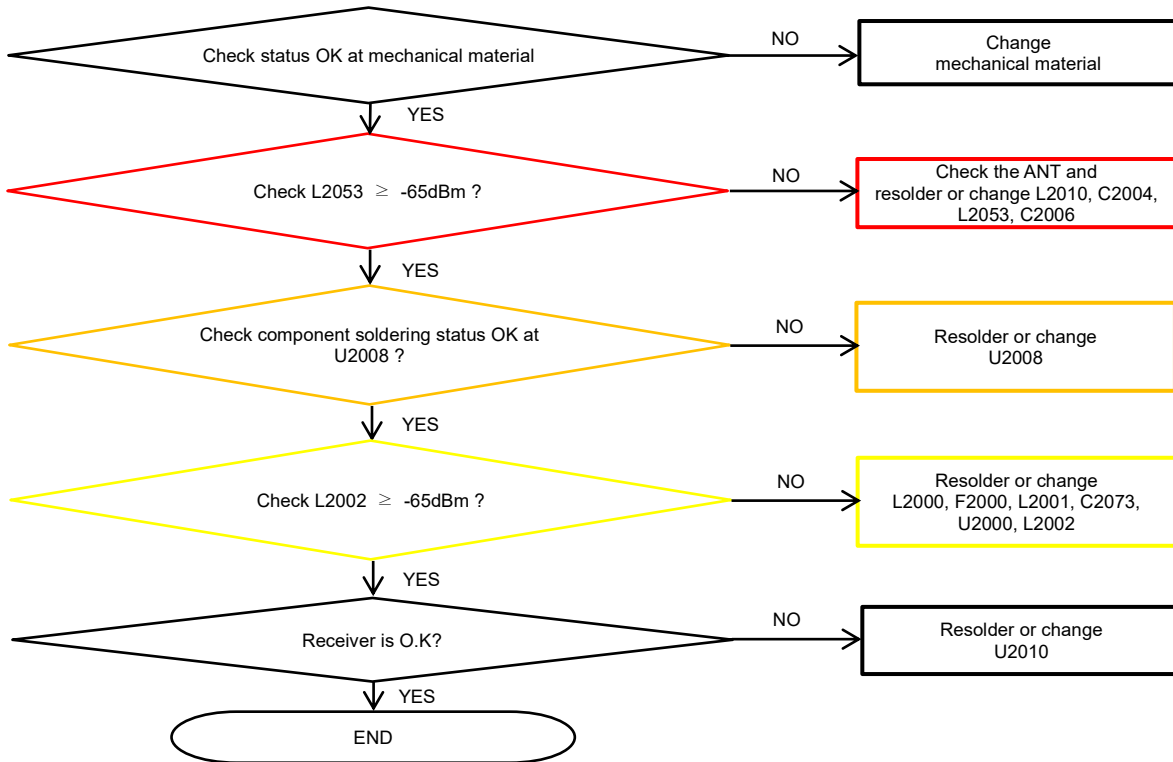 Check status OK at mechanical material
NO
Change
mechanical material
YES
Check L2053 ≥ -65dBm ?
NO
Check the ANT and
resolder or change L2010, C2004,
L2053, C2006
YES
Check component soldering status OK at
U2008 ?
NO
Resolder or change
U2008
YES
Check L2002 ≥ -65dBm ?
NO
Resolder or change
L2000, F2000, L2001, C2073,
U2000, L2002
YES
Receiver is O.K?
NO
Resolder or change
U2010
YES
END